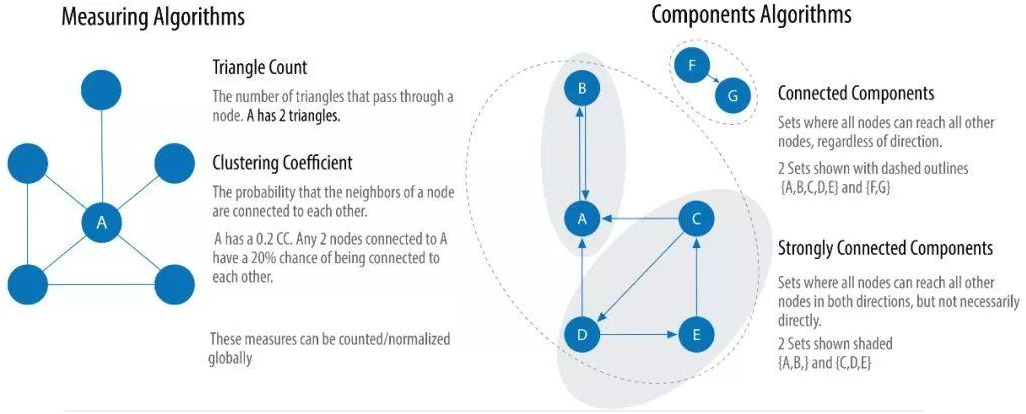 Measuring Algorithms
Triangle Count
The number of triangles that pass through a
node. A has 2 triangles.
Clustering Coefficient
The probability that the neighbors of a node
are connected to each other.
A has a 0.2 CC. Any 2 nodes connected to A
have a 20% chance of being connected to
each other.
These measures can be counted/normalized
globally
A
Components Algorithms
B
F
G
A
C
D
E
Connected Components
Sets where all nodes can reach all other
nodes, regardless of direction.
2 Sets shown with dashed outlines
{A,B,C,D,E} and {F,G}
Strongly Connected Components
Sets where all nodes can reach all other
nodes in both directions, but not necessarily
directly.
2 Sets shown shaded
{A,B,} and {C,D,E}